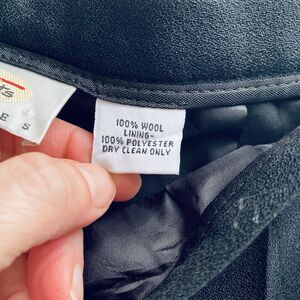 100% WOOL
LINING-
100% POLYESTER
DRY CLEAN ONLY
S